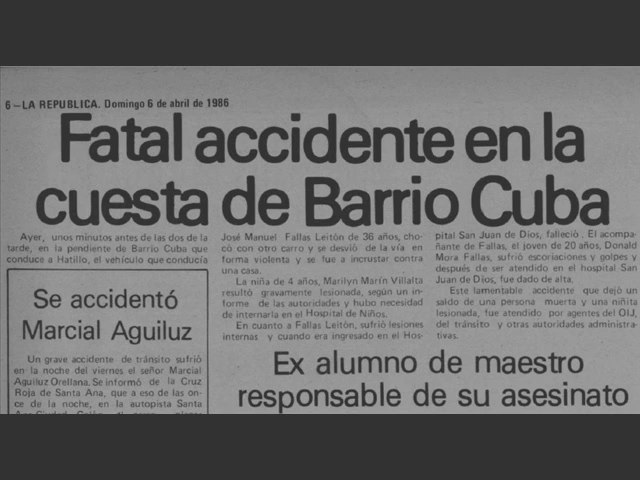 6-LA REPUBLICA. Domingo 6 de abril de 1986
Fatal accidente en la
cuesta de Barrio Cuba
Ayer, unos minutos antes de las dos de la
tarde, en la pendiente de Barrio Cuba que
conduce a Hatillo, el vehículo que conducía
José Manuel Fallas Leitón de 36 años, cho-
có con otro carro y se desvió de la vía en
forma violenta y se fue a incrustar contra
una casa.
La niña de 4 años, Marilyn Marín Villalta
resultó gravamente lesionada, según un in-
forme de las autoridades y hubo necesidad
de internarla en el Hospital de Niños.
En cuanto a Fallas Leitón, sufrió lesiones
internas y cuando era ingresado en el Hos-
pital San Juan de Dios, falleció. El acompa-
ñante de Fallas, el joven de 20 años, Donald
Mora Fallas, sufrió escoriaciones y golpes y
después de ser atendido en el hospital San
Juan de Dios, fue dado de alta.
Este lamentable accidente que dejó un
saldo de una persona muerta y una niñita
lesionada, fue atendido por agentes del OIJ,
del tránsito y otras autoridades administra-
tivas.
Se accidentó
Marcial Aguiluz
Un grave accidente de tránsito sufrió
en la noche del viernes el señor Marcial
Aguiluz Orellana. Se informó de la Cruz
Roja de Santa Ana, que a eso de las on-
ce de la noche, en la autopista Santa
Ex alumno de maestro
responsable de su asesinato